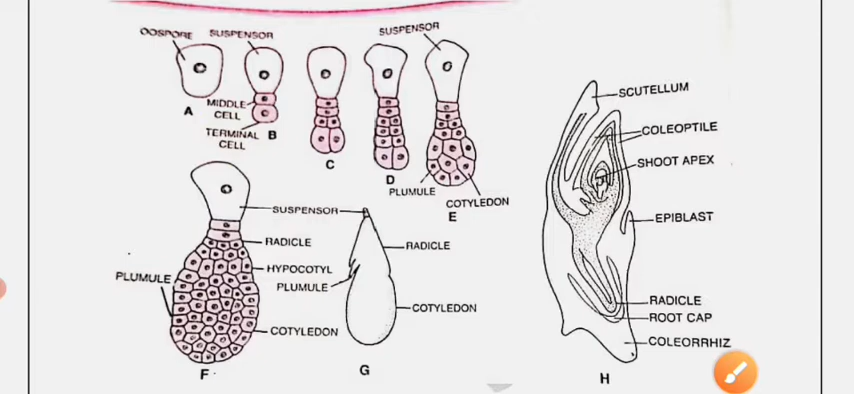 OOSPORE
SUSPENSOR
A
MIDDLE
CELL
TERMINAL
CELL
B
C
D
SUSPENSOR
PLUMULE
COTYLEDON
E
SUSPENSOR
RADICLE
HYPOCOTYL
PLUMULE
COTYLEDON
F
RADICLE
PLUMULE
COTYLEDON
G
SCUTELLUM
COLEOPTILE
SHOOT APEX
EPIBLAST
RADICLE
ROOT CAP
COLEORRHIZ
H